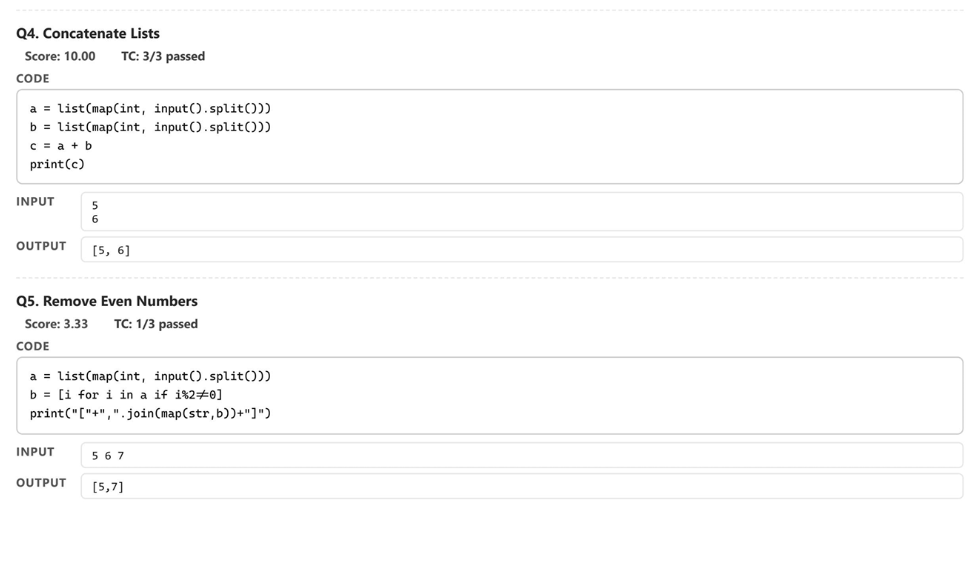 Q4. Concatenate Lists
Score: 10.00 TC: 3/3 passed
CODE
a = list(map(int, input().split()))
b = list(map(int, input().split()))
c = a + b
print(c)
INPUT
5
6
OUTPUT
[5, 6]
Q5. Remove Even Numbers
Score: 3.33 TC: 1/3 passed
CODE
a = list(map(int, input().split()))
b = [i for i in a if i%2≠0]
print("["+",".join(map(str,b))+"]")
INPUT
5 6 7
OUTPUT
[5,7]